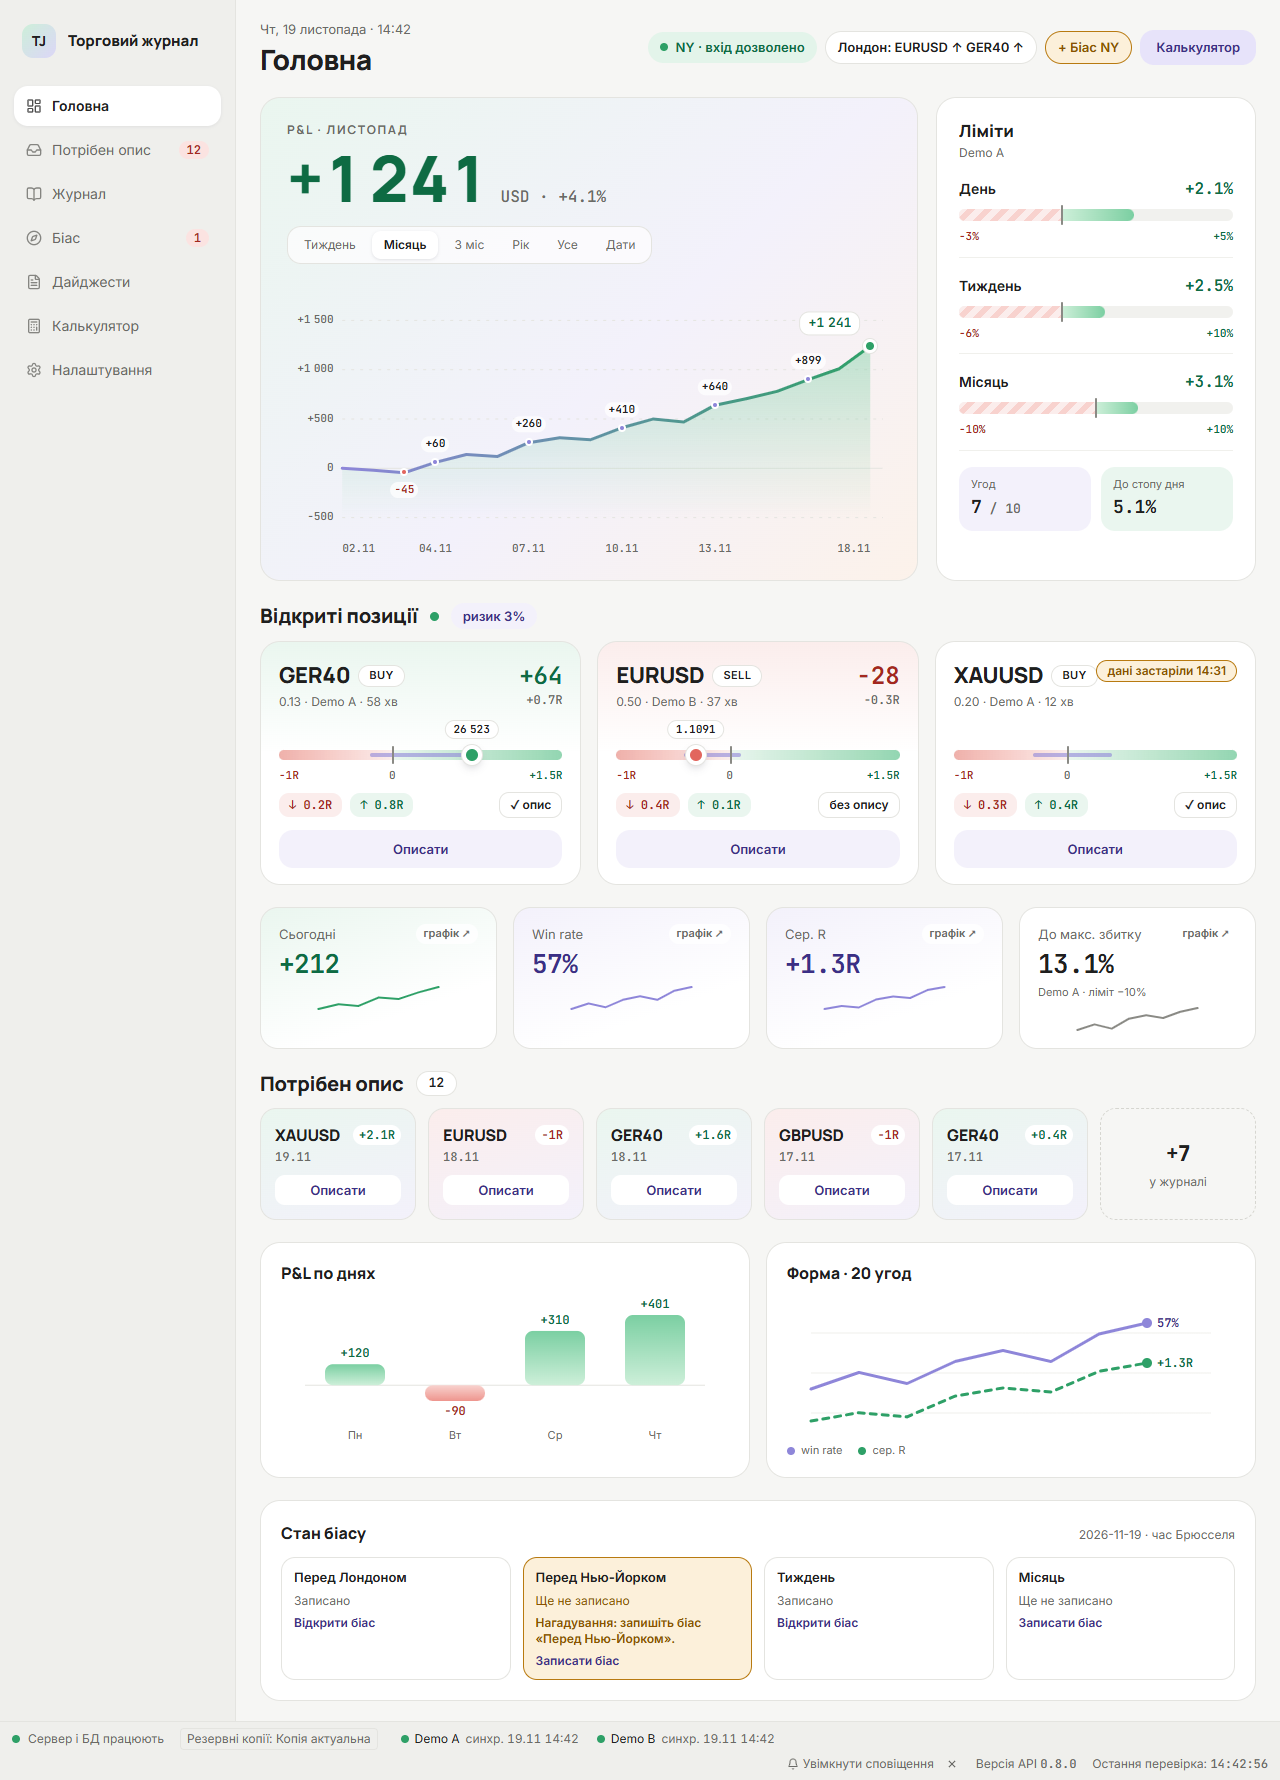 TJ Торговий журнал
Головна
Потрібен опис 12
Журнал
Біас 1
Дайджести
Калькулятор
Налаштування
Чт, 19 листопада · 14:42
Головна
NY · вхід дозволено
Лондон: EURUSD ↑ GER40 ↑
+ Біас NY
Калькулятор
P&L · ЛИСТОПАД
+1 241 USD · +4.1%
Тиждень Місяць 3 міс Рік Усе Дати
+1 500
+1 000
+500
0
-500
-45
+60
+260
+410
+640
+899
+1 241
02.11 04.11 07.11 10.11 13.11 18.11
Ліміти
Demo A
День +2.1%
-3% +5%
Тиждень +2.5%
-6% +10%
Місяць +3.1%
-10% +10%
Угод
7 / 10
До стопу дня
5.1%
Відкриті позиції ризик 3%
GER40 BUY +64
0.13 · Demo A · 58 хв +0.7R
26 523
-1R 0 +1.5R
↓ 0.2R ↑ 0.8R ✓ опис
Описати
EURUSD SELL -28
0.50 · Demo B · 37 хв -0.3R
1.1091
-1R 0 +1.5R
↓ 0.4R ↑ 0.1R без опису
Описати
XAUUSD BUY дані застаріли 14:31
0.20 · Demo A · 12 хв
-1R 0 +1.5R
↓ 0.3R ↑ 0.4R ✓ опис
Описати
Сьогодні графік ↗
+212
Win rate графік ↗
57%
Сер. R графік ↗
+1.3R
До макс. збитку графік ↗
13.1%
Demo A · ліміт −10%
Потрібен опис 12
XAUUSD +2.1R
19.11
Описати
EURUSD -1R
18.11
Описати
GER40 +1.6R
18.11
Описати
GBPUSD -1R
17.11
Описати
GER40 +0.4R
17.11
Описати
+7
у журналі
P&L по днях
+120
-90
+310
+401
Пн Вт Ср Чт
Форма · 20 угод
57%
+1.3R
win rate сер. R
Стан біасу 2026-11-19 · час Брюсселя
Перед Лондоном
Записано
Відкрити біас
Перед Нью-Йорком
Ще не записано
Нагадування: запишіть біас
«Перед Нью-Йорком».
Записати біас
Тиждень
Записано
Відкрити біас
Місяць
Ще не записано
Записати біас
Сервер і БД працюють Резервні копії: Копія актуальна Demo A синхр. 19.11 14:42 Demo B синхр. 19.11 14:42
Увімкнути сповіщення ✕ Версія API 0.8.0 Остання перевірка: 14:42:56